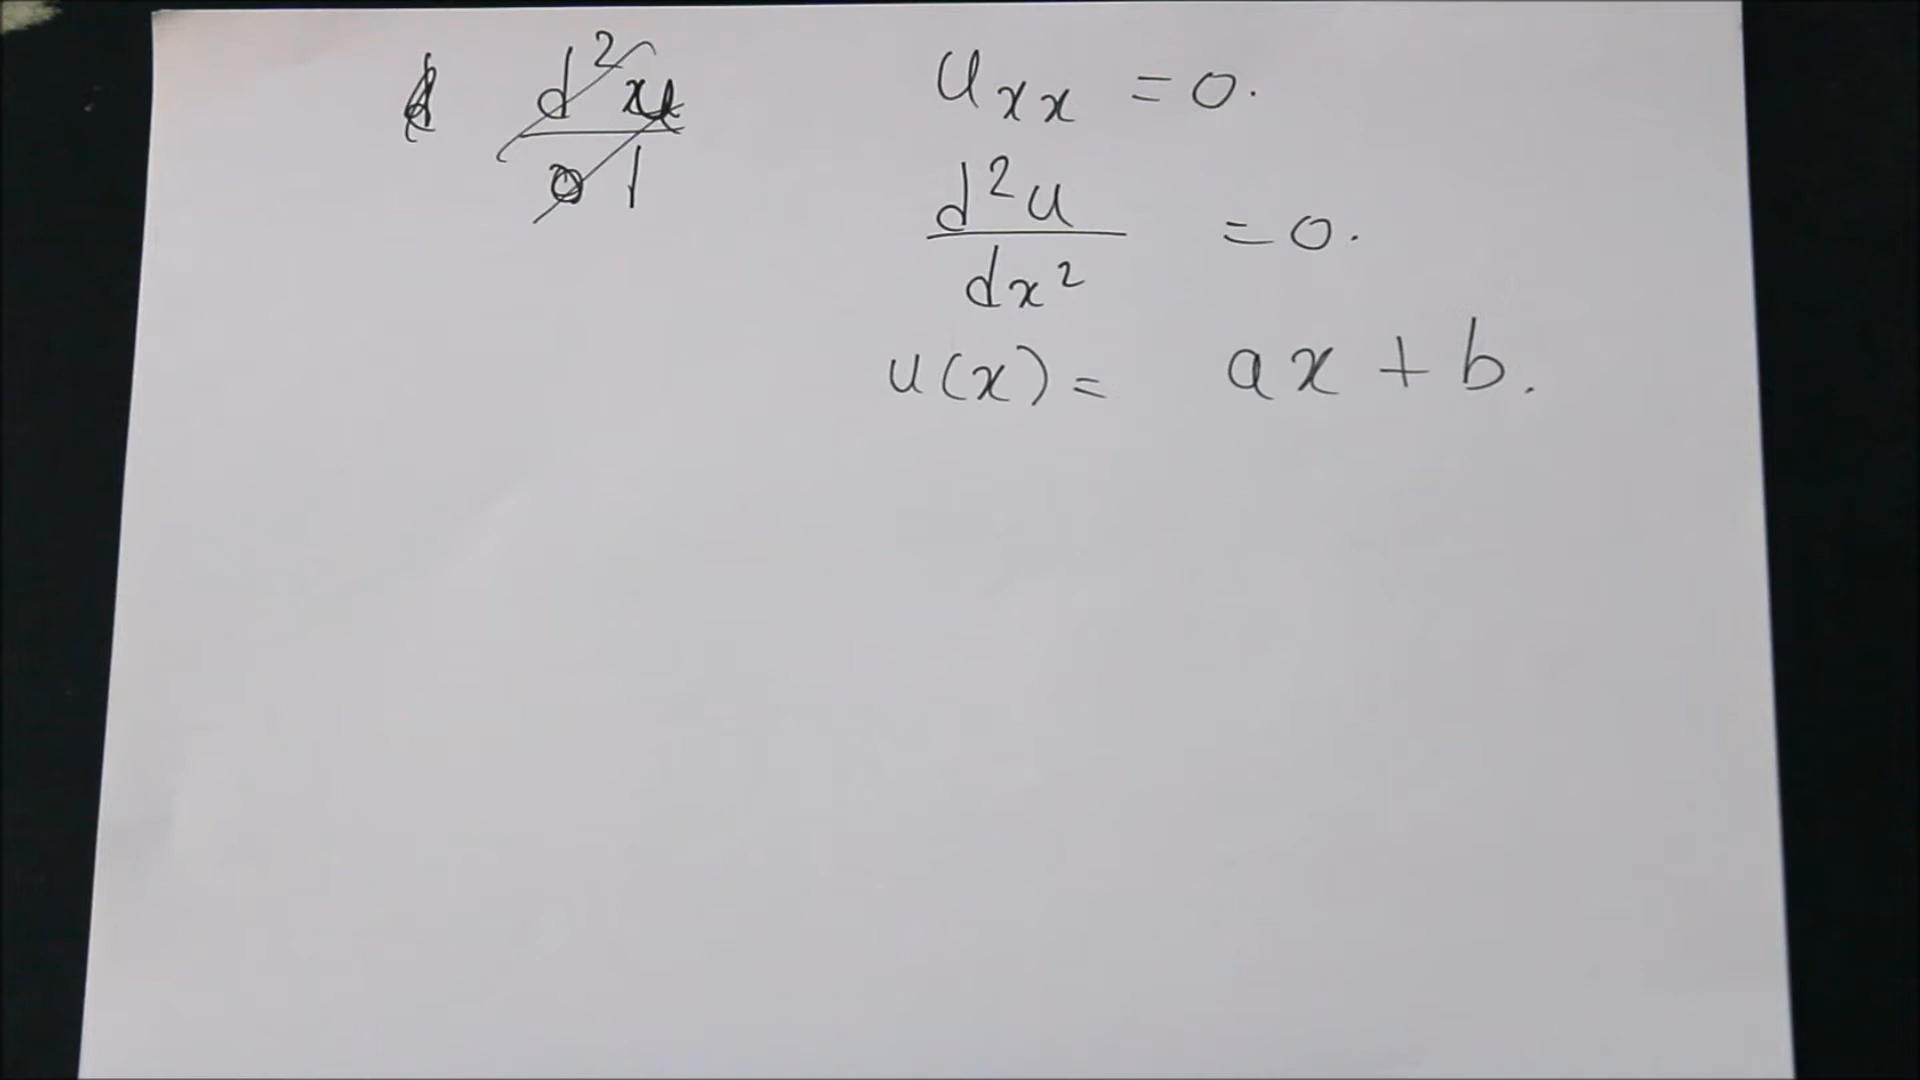 u_xx = 0.
d²u/dx² = 0.
u(x) = ax + b.